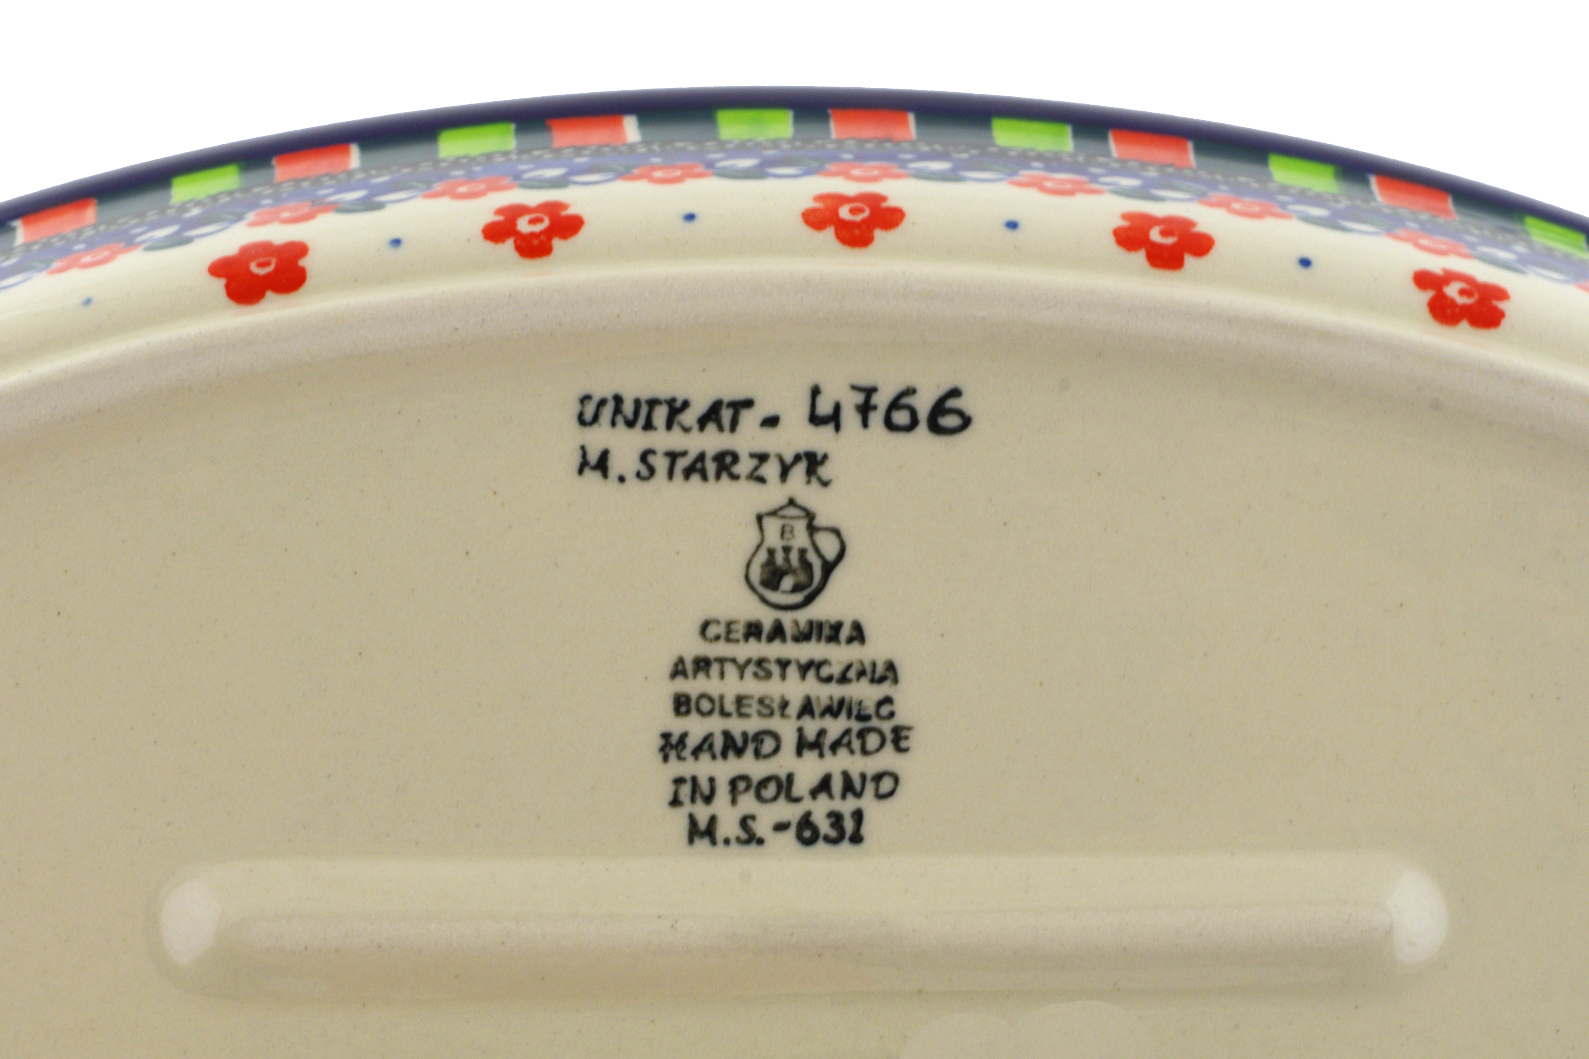 UNIKAT - 4766
M. STARZYK
B
CERAMIKA
ARTYSTYCZNA
BOLESŁAWIEC
HAND MADE
IN POLAND
M.S.-631